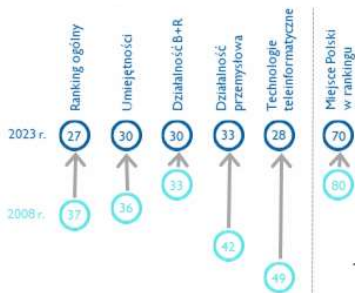 Ranking ogólny
Umiejętności
Działalność B+R
Działalność
przemysłowa
Technologie
teleinformatyczne
Miejsce Polski
w rankingu
2023 r.
27
30
30
33
28
70
2008 r.
37
36
33
42
49
80